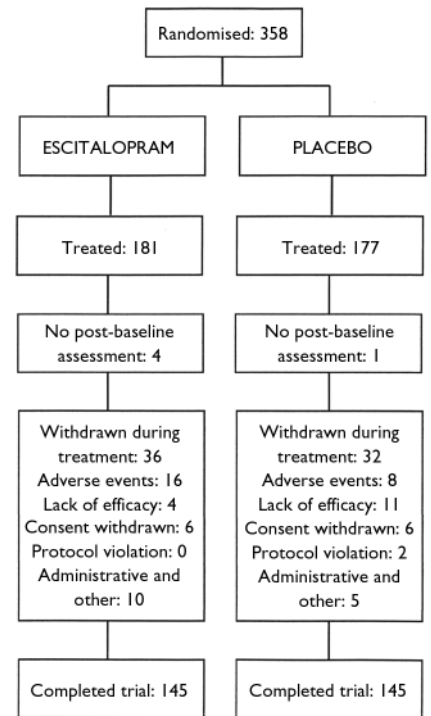 Randomised: 358
ESCITALOPRAM
PLACEBO
Treated: 181
Treated: 177
No post-baseline
assessment: 4
No post-baseline
assessment: 1
Withdrawn during
treatment: 36
Adverse events: 16
Lack of efficacy: 4
Consent withdrawn: 6
Protocol violation: 0
Administrative and
other: 10
Withdrawn during
treatment: 32
Adverse events: 8
Lack of efficacy: 11
Consent withdrawn: 6
Protocol violation: 2
Administrative and
other: 5
Completed trial: 145
Completed trial: 145